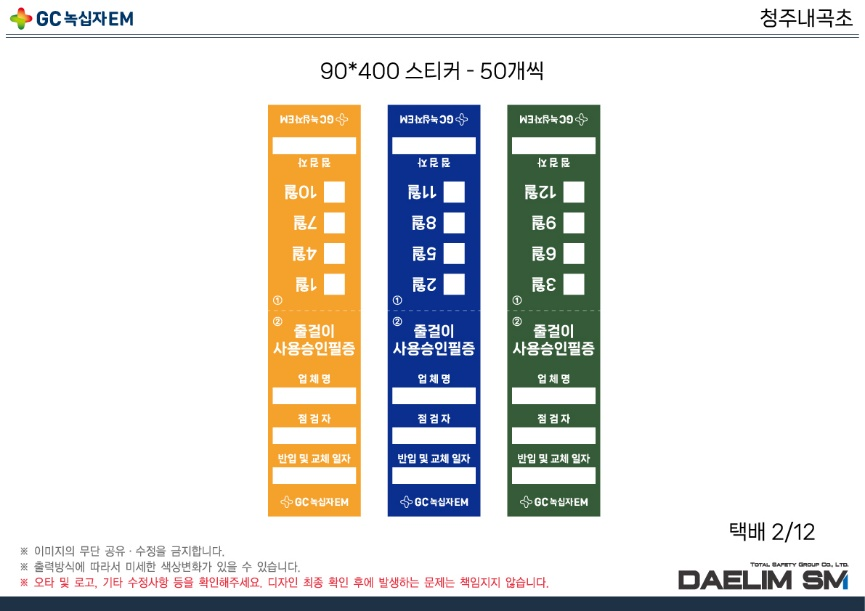 GC녹십자EM
청주내곡초
90*400 스티커 - 50개씩
GC녹십자EM
점 검 자
10월
7월
4월
1월
①
②
줄걸이
사용승인필증
업 체 명
점 검 자
반입 및 교체 일자
GC녹십자EM
GC녹십자EM
점 검 자
11월
8월
5월
2월
①
②
줄걸이
사용승인필증
업 체 명
점 검 자
반입 및 교체 일자
GC녹십자EM
GC녹십자EM
점 검 자
12월
9월
6월
3월
①
②
줄걸이
사용승인필증
업 체 명
점 검 자
반입 및 교체 일자
GC녹십자EM
택배 2/12
※ 이미지의 무단 공유 · 수정을 금지합니다.
※ 출력방식에 따라서 미세한 색상변화가 있을 수 있습니다.
※ 오타 및 로고, 기타 수정사항 등을 확인해주세요. 디자인 최종 확인 후에 발생하는 문제는 책임지지 않습니다.
TOTAL SAFETY GROUP CO., LTD.
DAELIM SM